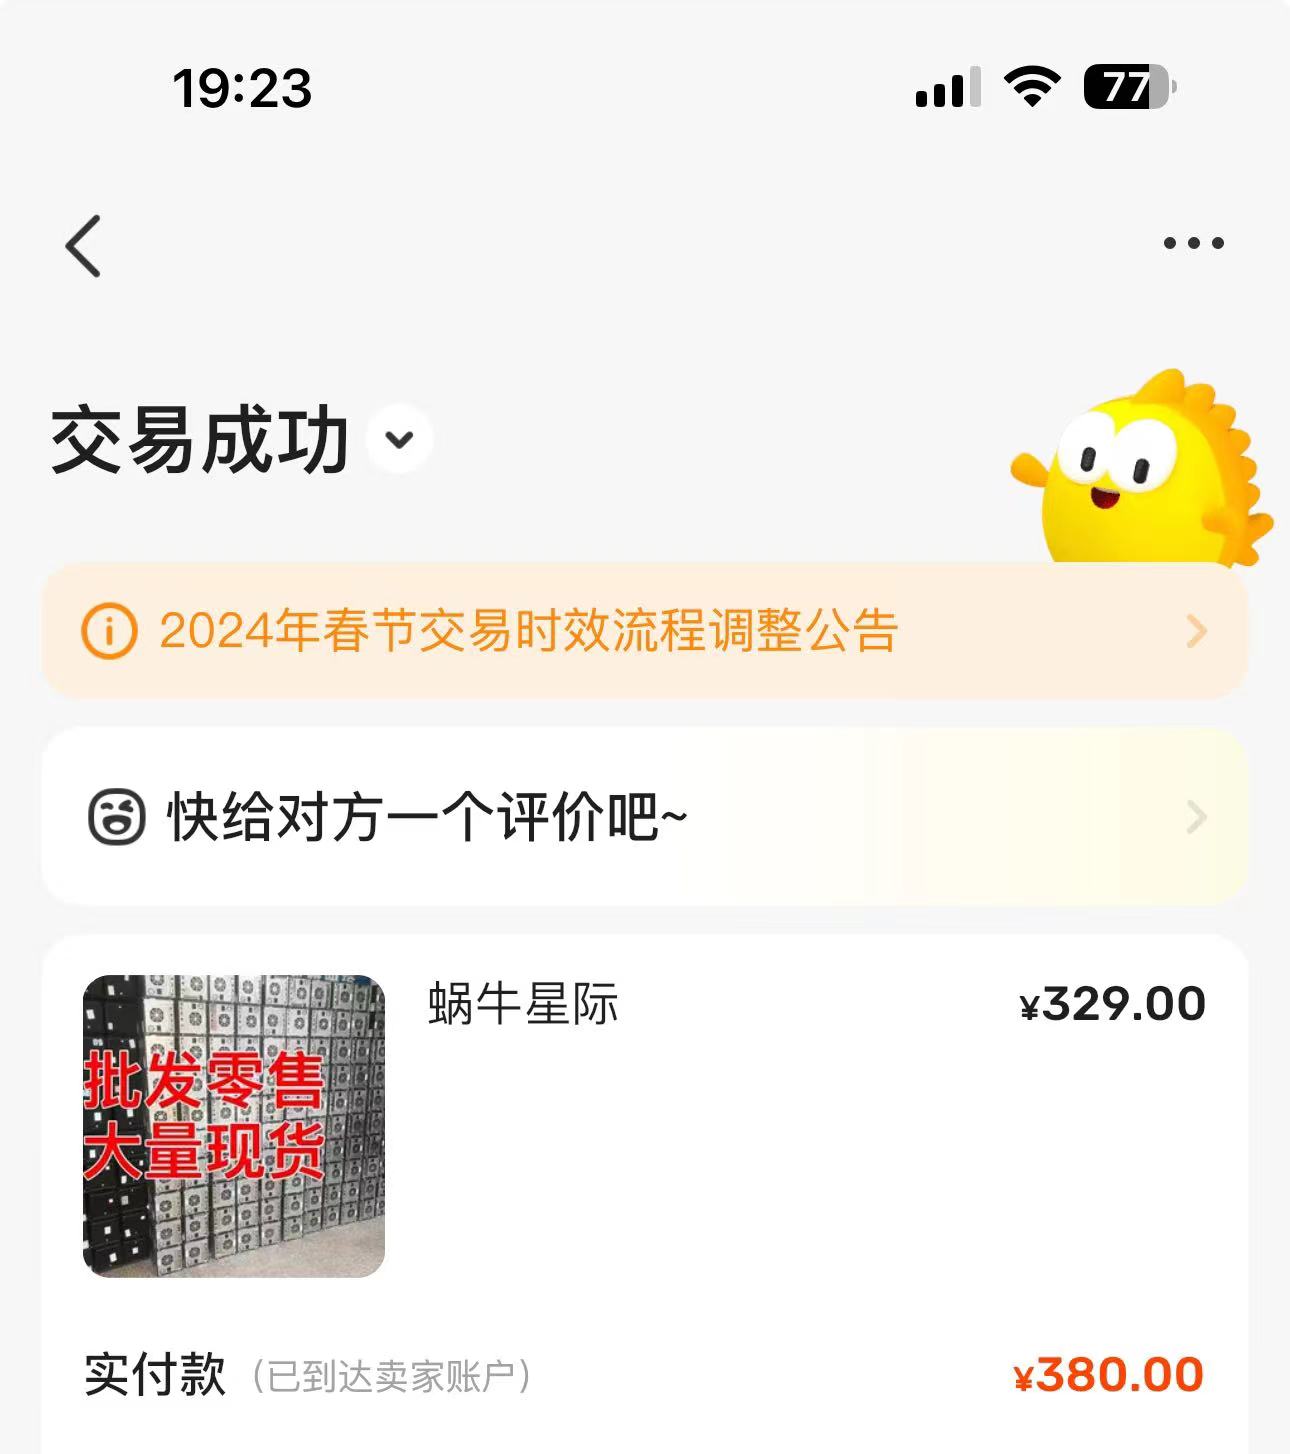 19:23
77
交易成功
2024年春节交易时效流程调整公告
快给对方一个评价吧~
蜗牛星际
¥329.00
批发零售
大量现货
实付款（已到达卖家账户）
¥380.00